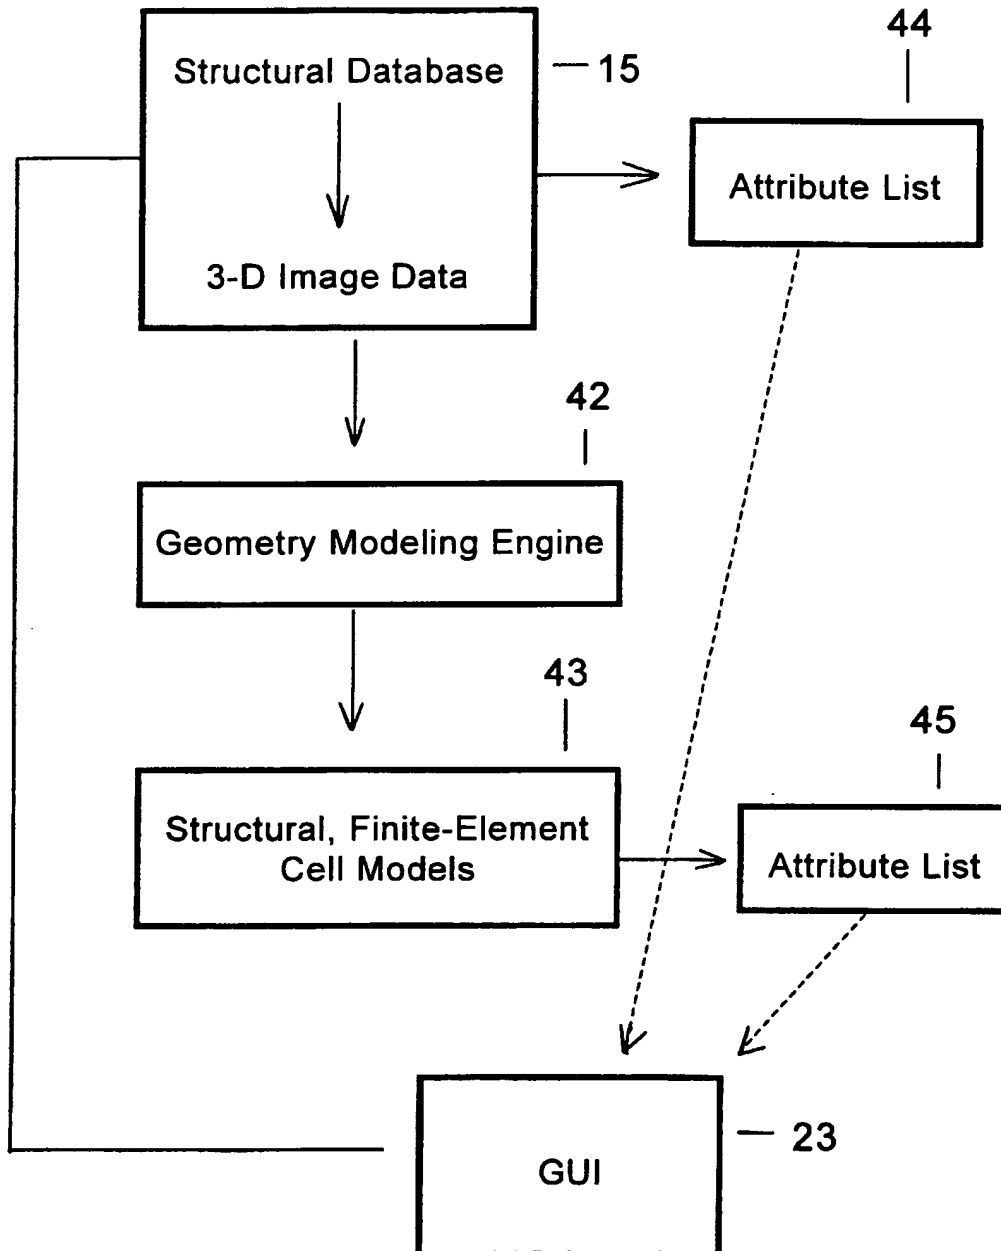 44
Structural Database
15
Attribute List
3-D Image Data
42
Geometry Modeling Engine
43
45
Structural, Finite-Element
Cell Models
Attribute List
23
GUI